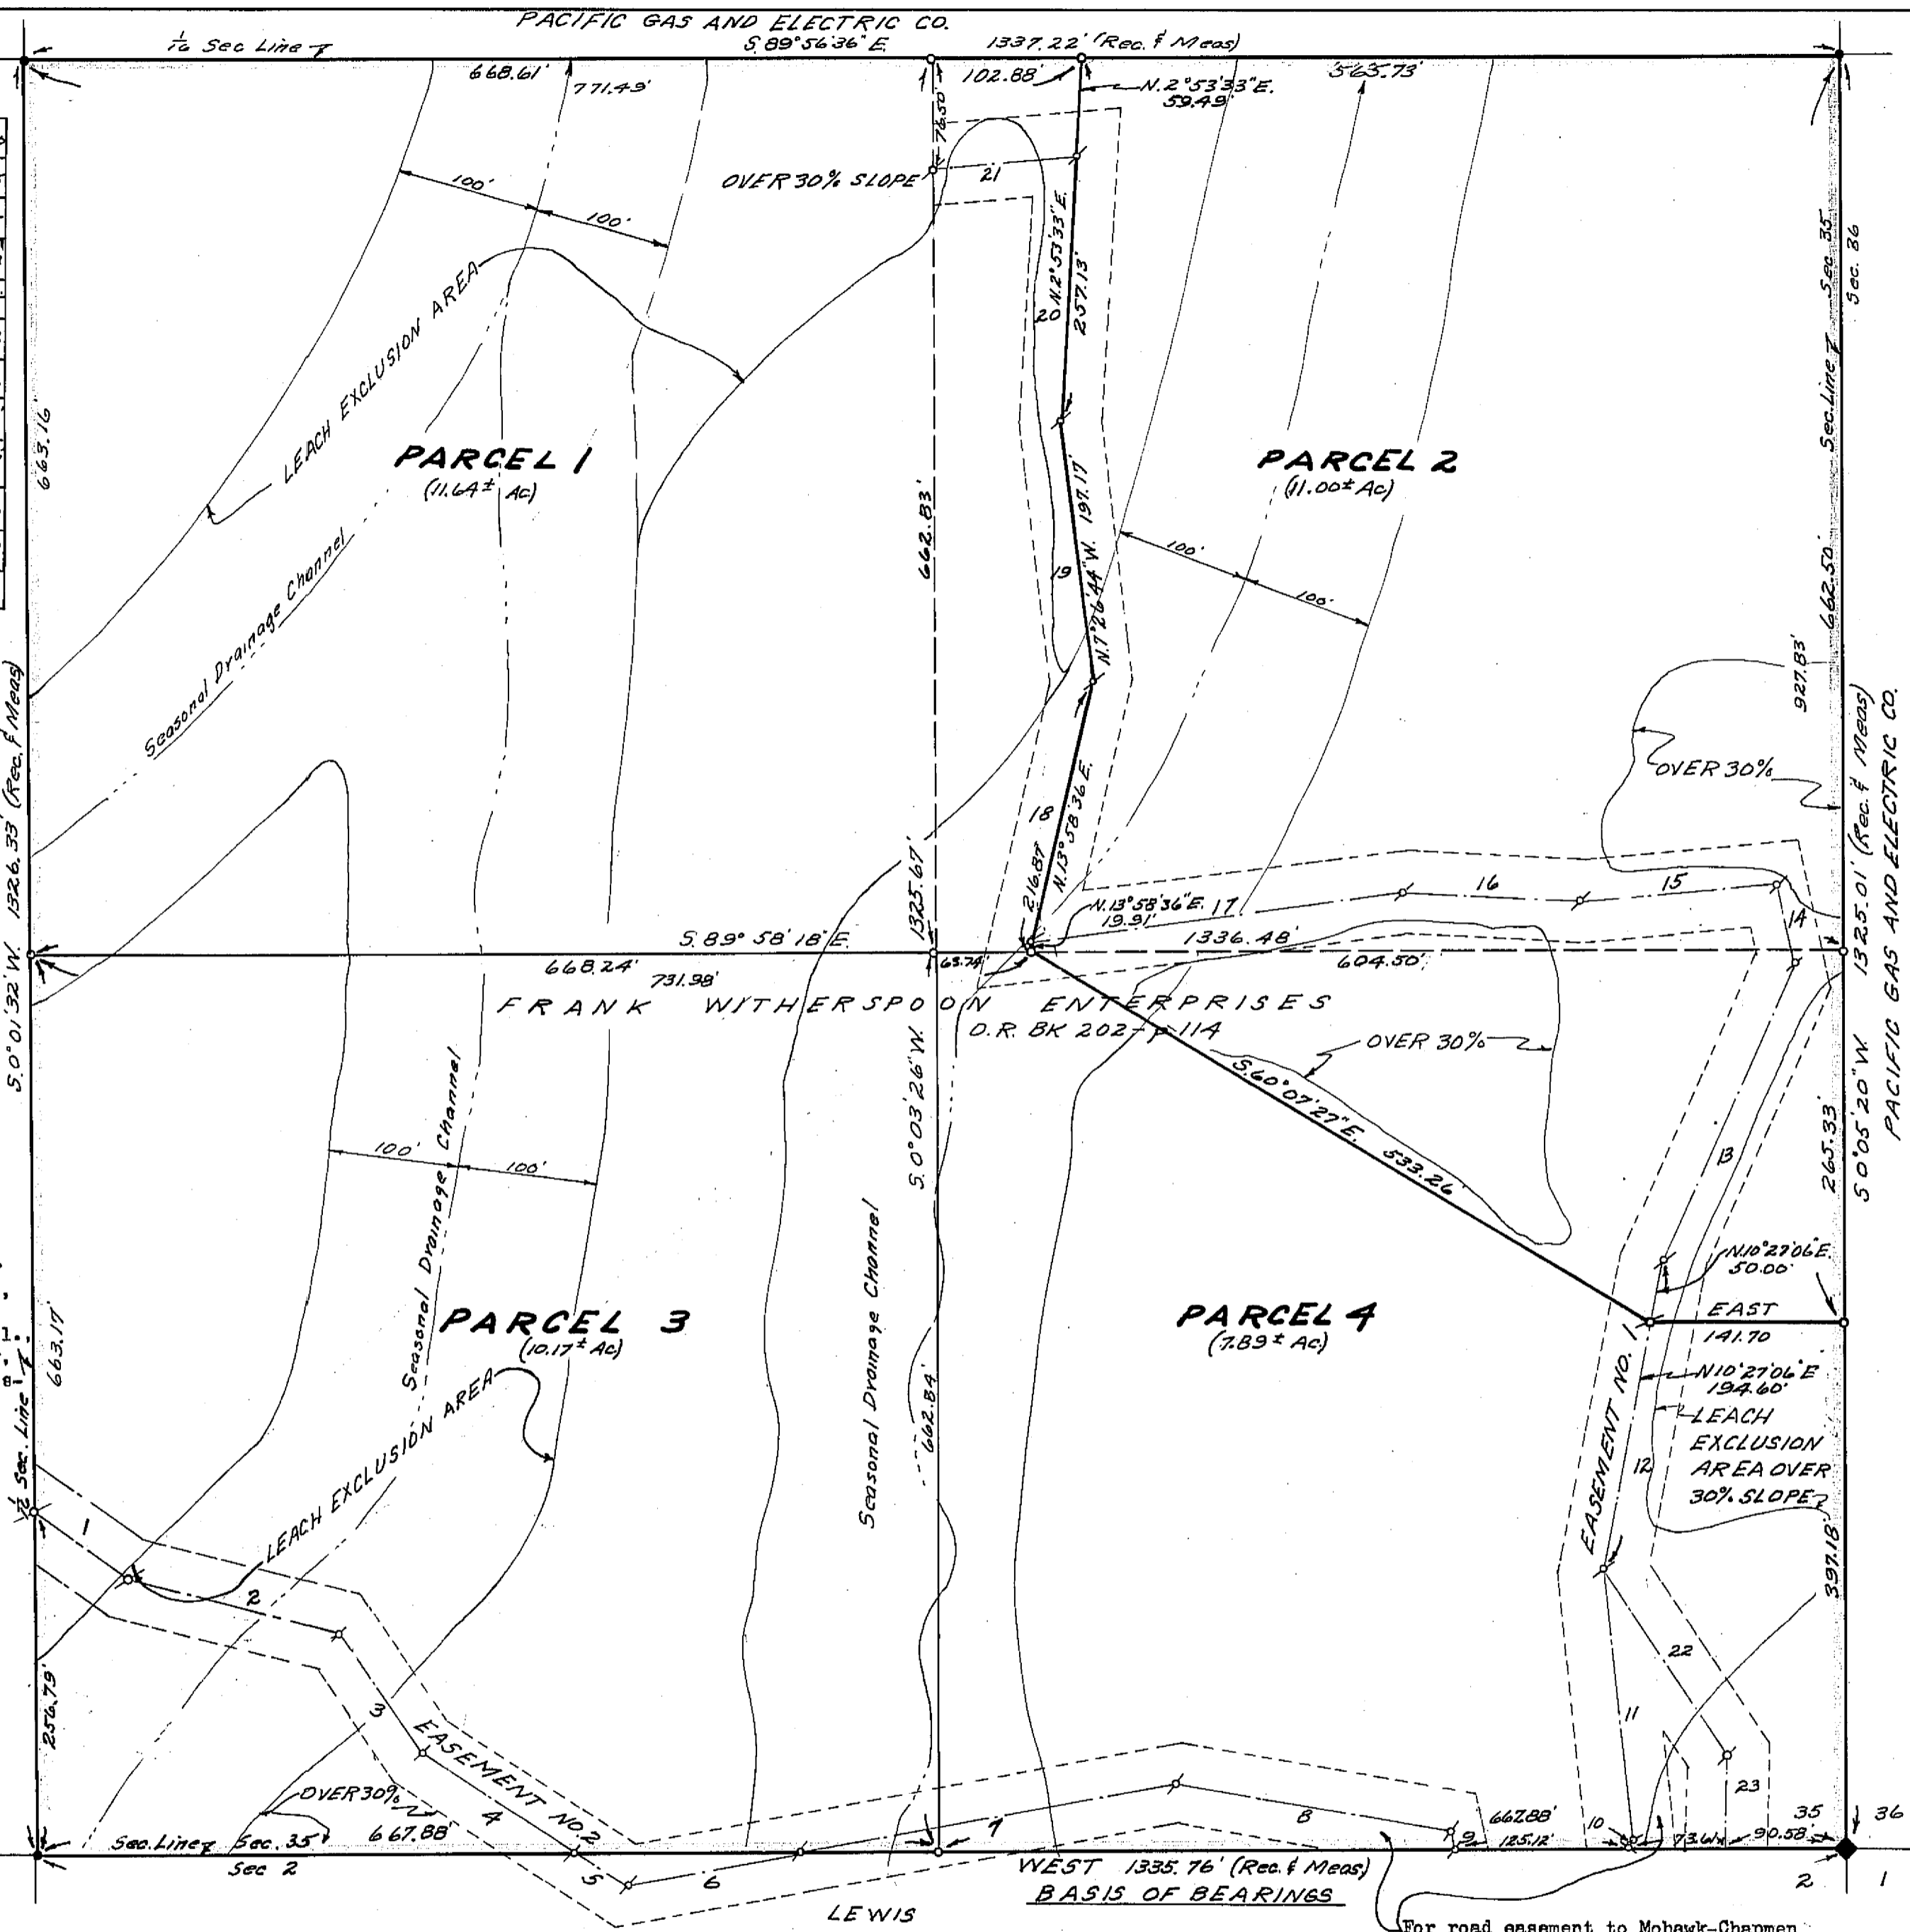 PACIFIC GAS AND ELECTRIC CO.
1/16 Sec Line
S.89°56'36"E.
1337.22' (Rec. & Meas)
668.61'
771.49'
102.88'
565.73'
N.2°53'33"E.
59.49'
76.50'
100'
100'
OVER 30% SLOPE
21
N.2°53'33"E.
257.13'
20
LEACH EXCLUSION AREA
663.16'
PARCEL 1
(11.64± Ac)
PARCEL 2
(11.00± Ac)
Sec. Line
Sec. 35
Sec. 36
662.50'
927.83'
662.83'
197.17'
N.7°26'44"W.
19
100'
100'
Seasonal Drainage Channel
S.0°01'32"W. 1326.33' (Rec. & Meas)
OVER 30%
18
N.13°58'36"E.
216.87'
1325.67'
N.13°58'36"E.
19.91'
17
16
15
14
S.89°58'18"E.
1336.48'
668.24'
731.98'
63.74'
604.50'
FRANK WITHERSPOON ENTERPRISES
O.R. BK 202-p 114
OVER 30%
S0°05'20"W 1325.01' (Rec. & Meas)
PACIFIC GAS AND ELECTRIC CO.
S.0°03'26"W.
S.60°07'27"E. 533.26'
265.33'
13
100'
100'
Seasonal Drainage Channel
Seasonal Drainage Channel
N.10°27'06"E.
50.00'
EAST
141.70
PARCEL 3
(10.17± Ac)
PARCEL 4
(7.89± Ac)
663.17'
1/16 Sec. Line
662.84'
EASEMENT NO. 1
N10°27'06"E
194.60'
LEACH
EXCLUSION
AREA OVER
30% SLOPE
12
397.18'
LEACH EXCLUSION AREA
1
2
3
256.79'
EASEMENT NO. 2
4
OVER 30%
22
11
23
Sec. Line
Sec. 35
Sec 2
667.88'
5
6
7
8
9
667.88'
125.12'
10
73.61'
90.58'
35
36
2
1
WEST 1335.76' (Rec. & Meas)
BASIS OF BEARINGS
LEWIS
For road easement to Mohawk-Chapmen